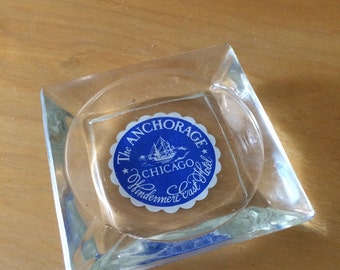 The ANCHORAGE
CHICAGO
Windermere East Hotel